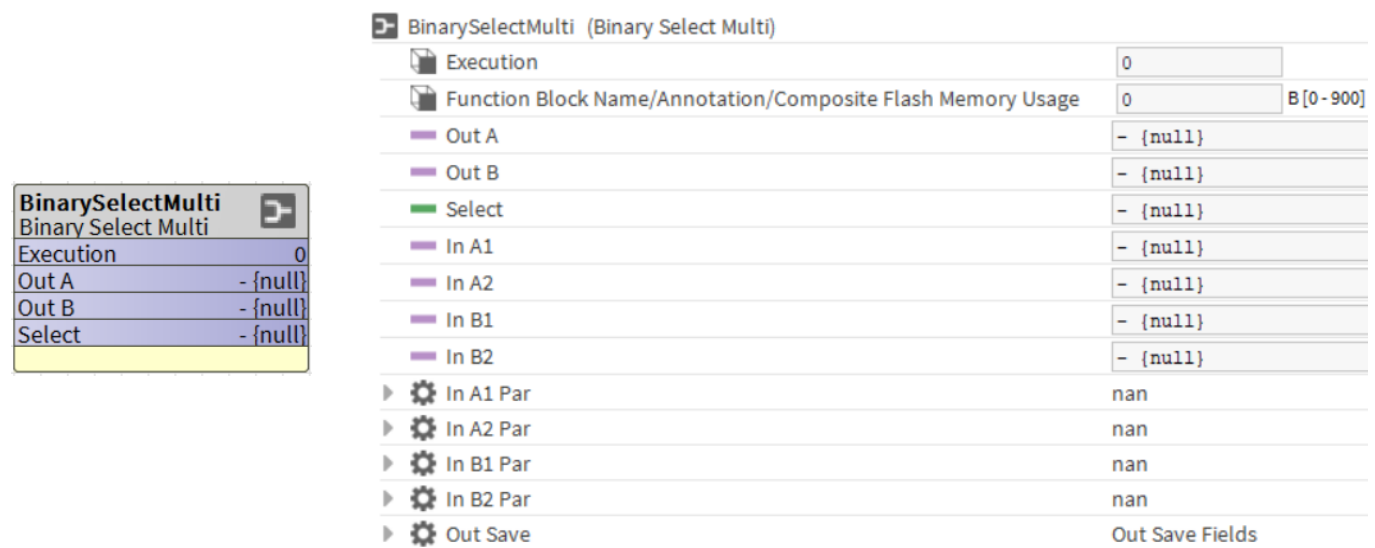 BinarySelectMulti
Binary Select Multi
Execution 0
Out A - {null}
Out B - {null}
Select - {null}
BinarySelectMulti (Binary Select Multi)
Execution 0
Function Block Name/Annotation/Composite Flash Memory Usage 0 B [0 - 900]
Out A - {null}
Out B - {null}
Select - {null}
In A1 - {null}
In A2 - {null}
In B1 - {null}
In B2 - {null}
In A1 Par nan
In A2 Par nan
In B1 Par nan
In B2 Par nan
Out Save Out Save Fields